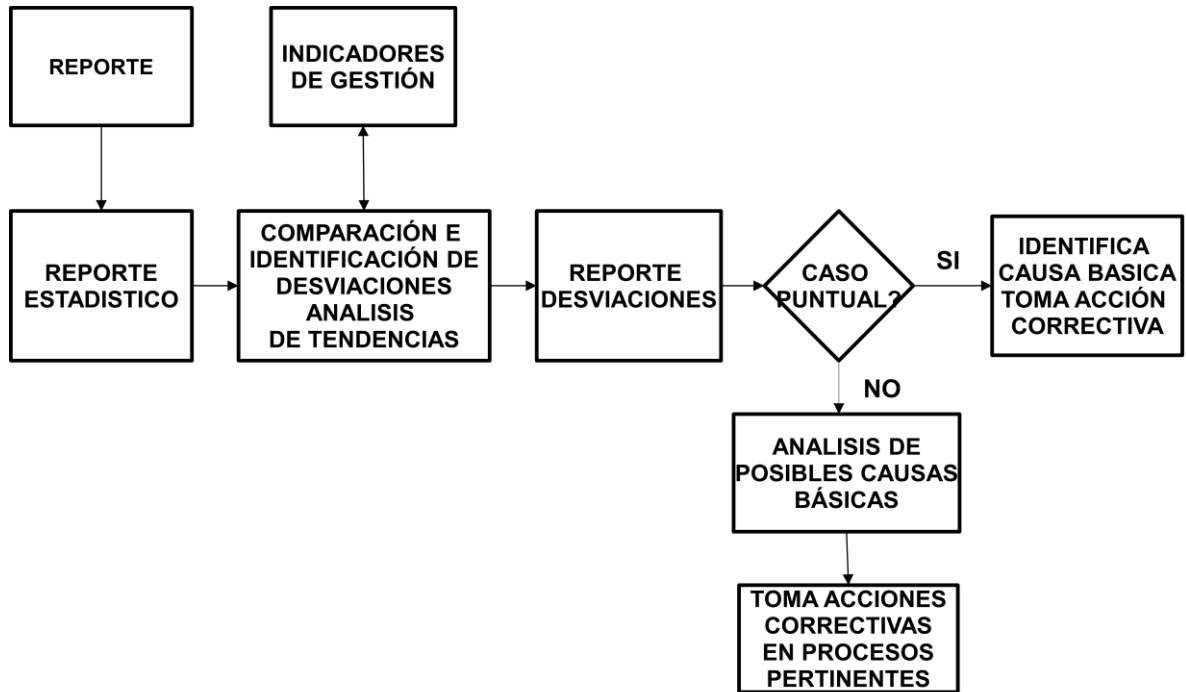 REPORTE
INDICADORES
DE GESTIÓN
REPORTE
ESTADISTICO
COMPARACIÓN E
IDENTIFICACIÓN DE
DESVIACIONES
ANALISIS
DE TENDENCIAS
REPORTE
DESVIACIONES
CASO
PUNTUAL?
SI
IDENTIFICA
CAUSA BASICA
TOMA ACCIÓN
CORRECTIVA
NO
ANALISIS DE
POSIBLES CAUSAS
BÁSICAS
TOMA ACCIONES
CORRECTIVAS
EN PROCESOS
PERTINENTES